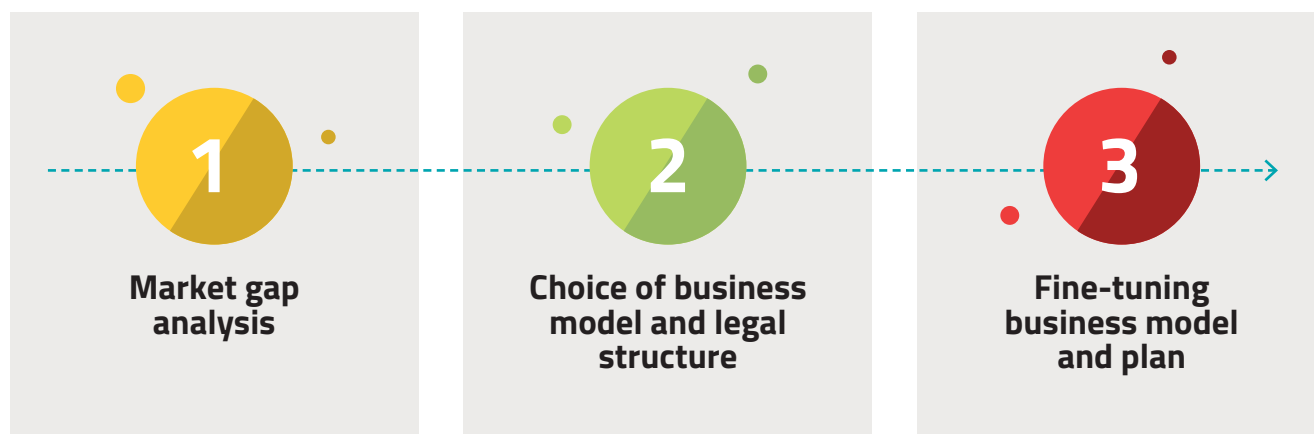 1
Market gap
analysis
2
Choice of business
model and legal
structure
3
Fine-tuning
business model
and plan